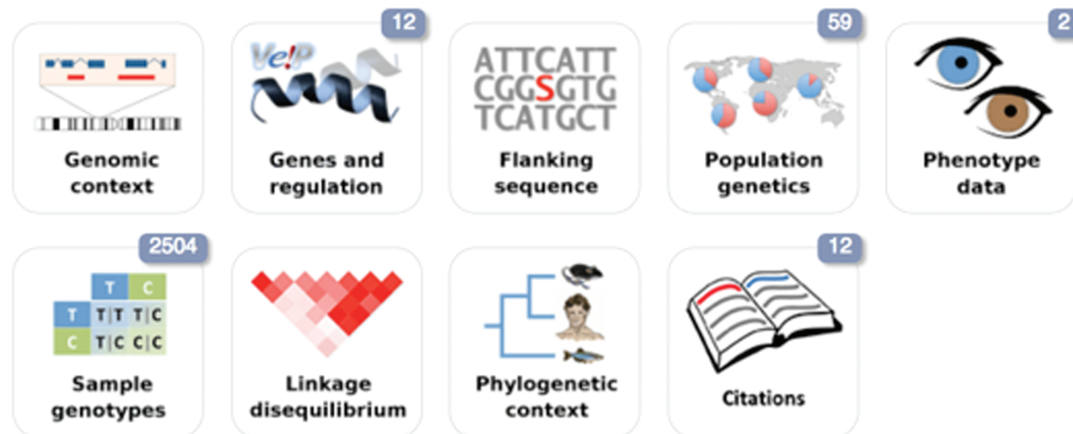 12
59
2
Ve!P
ATTCATT
CGGSGTG
TCATGCT
Genomic
context
Genes and
regulation
Flanking
sequence
Population
genetics
Phenotype
data
2504
12
T C
T T|T T|C
C T|C C|C
Sample
genotypes
Linkage
disequilibrium
Phylogenetic
context
Citations